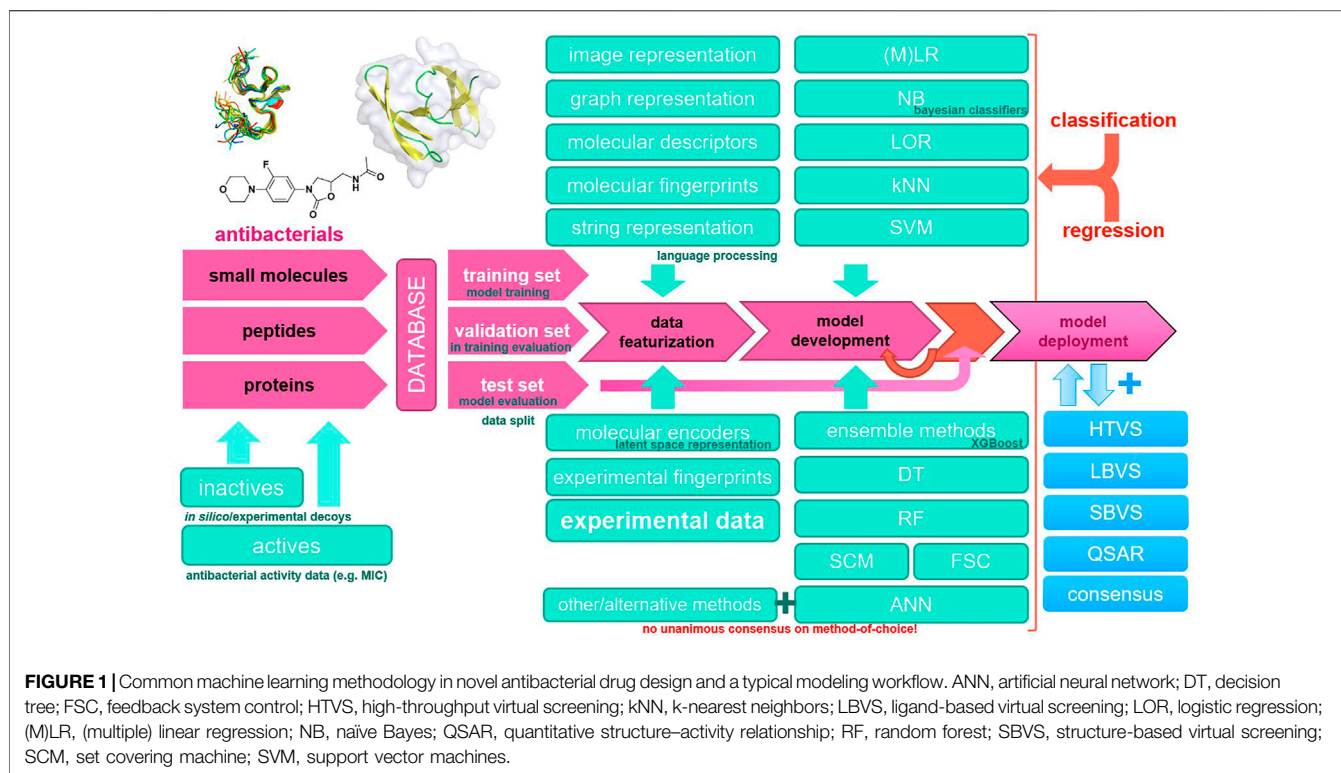 F
O
N
N
H
O
O
O
antibacterials
small molecules
peptides
proteins
inactives
in silico/experimental decoys
actives
antibacterial activity data (e.g. MIC)
DATABASE
training set
model training
validation set
in training evaluation
test set
model evaluation
data split
image representation
graph representation
molecular descriptors
molecular fingerprints
string representation
language processing
data
featurization
molecular encoders
latent space representation
experimental fingerprints
experimental data
other/alternative methods
(M)LR
NB
bayesian classifiers
LOR
kNN
SVM
model
development
ensemble methods
XGBoost
DT
RF
SCM
FSC
+
ANN
no unanimous consensus on method-of-choice!
classification
regression
model
deployment
+
HTVS
LBVS
SBVS
QSAR
consensus
FIGURE 1 | Common machine learning methodology in novel antibacterial drug design and a typical modeling workflow. ANN, artificial neural network; DT, decision
tree; FSC, feedback system control; HTVS, high-throughput virtual screening; kNN, k-nearest neighbors; LBVS, ligand-based virtual screening; LOR, logistic regression;
(M)LR, (multiple) linear regression; NB, naïve Bayes; QSAR, quantitative structure–activity relationship; RF, random forest; SBVS, structure-based virtual screening;
SCM, set covering machine; SVM, support vector machines.